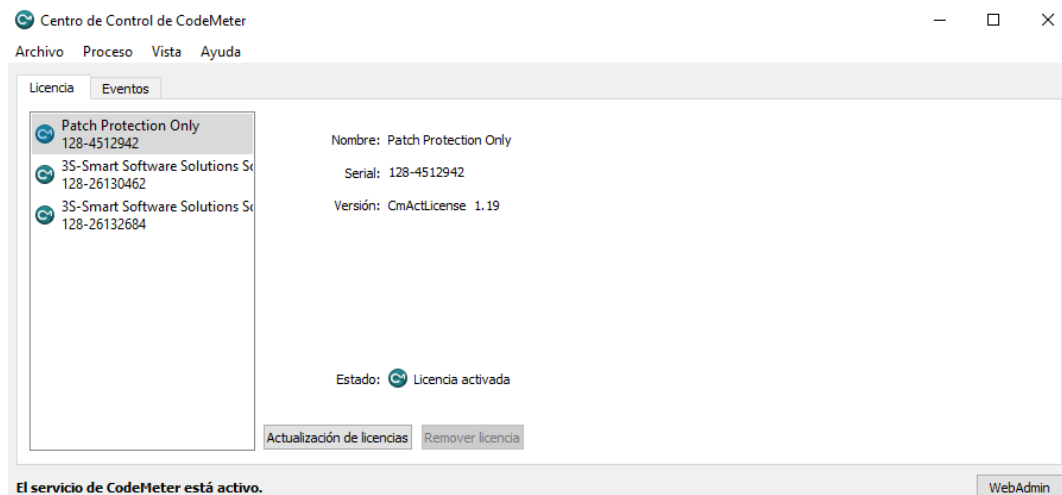 Centro de Control de CodeMeter
Archivo Proceso Vista Ayuda
Licencia Eventos
Patch Protection Only
128-4512942
3S-Smart Software Solutions
128-26130462
3S-Smart Software Solutions
128-26132684
Nombre: Patch Protection Only
Serial: 128-4512942
Versión: CmActLicense 1.19
Estado: Licencia activada
Actualización de licencias Remover licencia
El servicio de CodeMeter está activo. WebAdmin